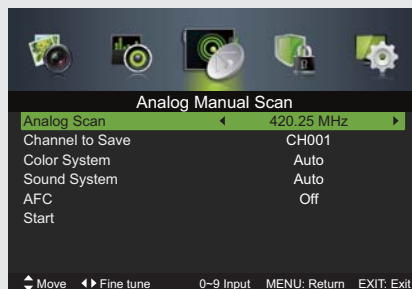 Analog Manual Scan
Analog Scan 420.25 MHz
Channel to Save CH001
Color System Auto
Sound System Auto
AFC Off
Start
Move Fine tune 0~9 Input MENU: Return EXIT: Exit